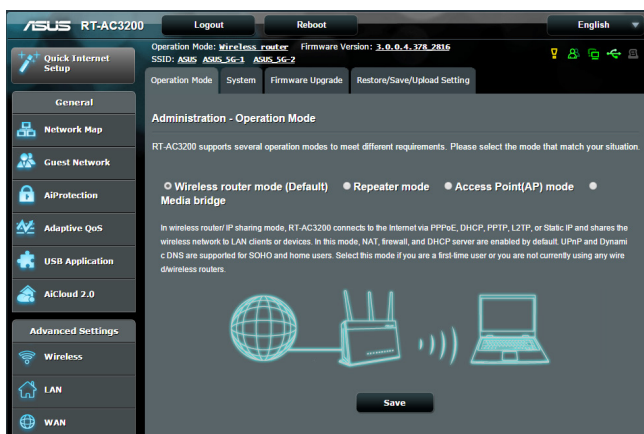 ASUS RT-AC3200
Logout
Reboot
English
Quick Internet
Setup
Operation Mode: Wireless router Firmware Version: 3.0.0.4.378_2816
SSID: ASUS ASUS_5G-1 ASUS_5G-2
Operation Mode
System
Firmware Upgrade
Restore/Save/Upload Setting
General
Network Map
Guest Network
AiProtection
Adaptive QoS
USB Application
AiCloud 2.0
Advanced Settings
Wireless
LAN
WAN
Administration - Operation Mode
RT-AC3200 supports several operation modes to meet different requirements. Please select the mode that match your situation.
Wireless router mode (Default) Repeater mode Access Point(AP) mode
Media bridge
In wireless router/ IP sharing mode, RT-AC3200 connects to the Internet via PPPoE, DHCP, PPTP, L2TP, or Static IP and shares the
wireless network to LAN clients or devices. In this mode, NAT, firewall, and DHCP server are enabled by default. UPnP and Dynami
c DNS are supported for SOHO and home users. Select this mode if you are a first-time user or you are not currently using any wire
d/wireless routers.
Save